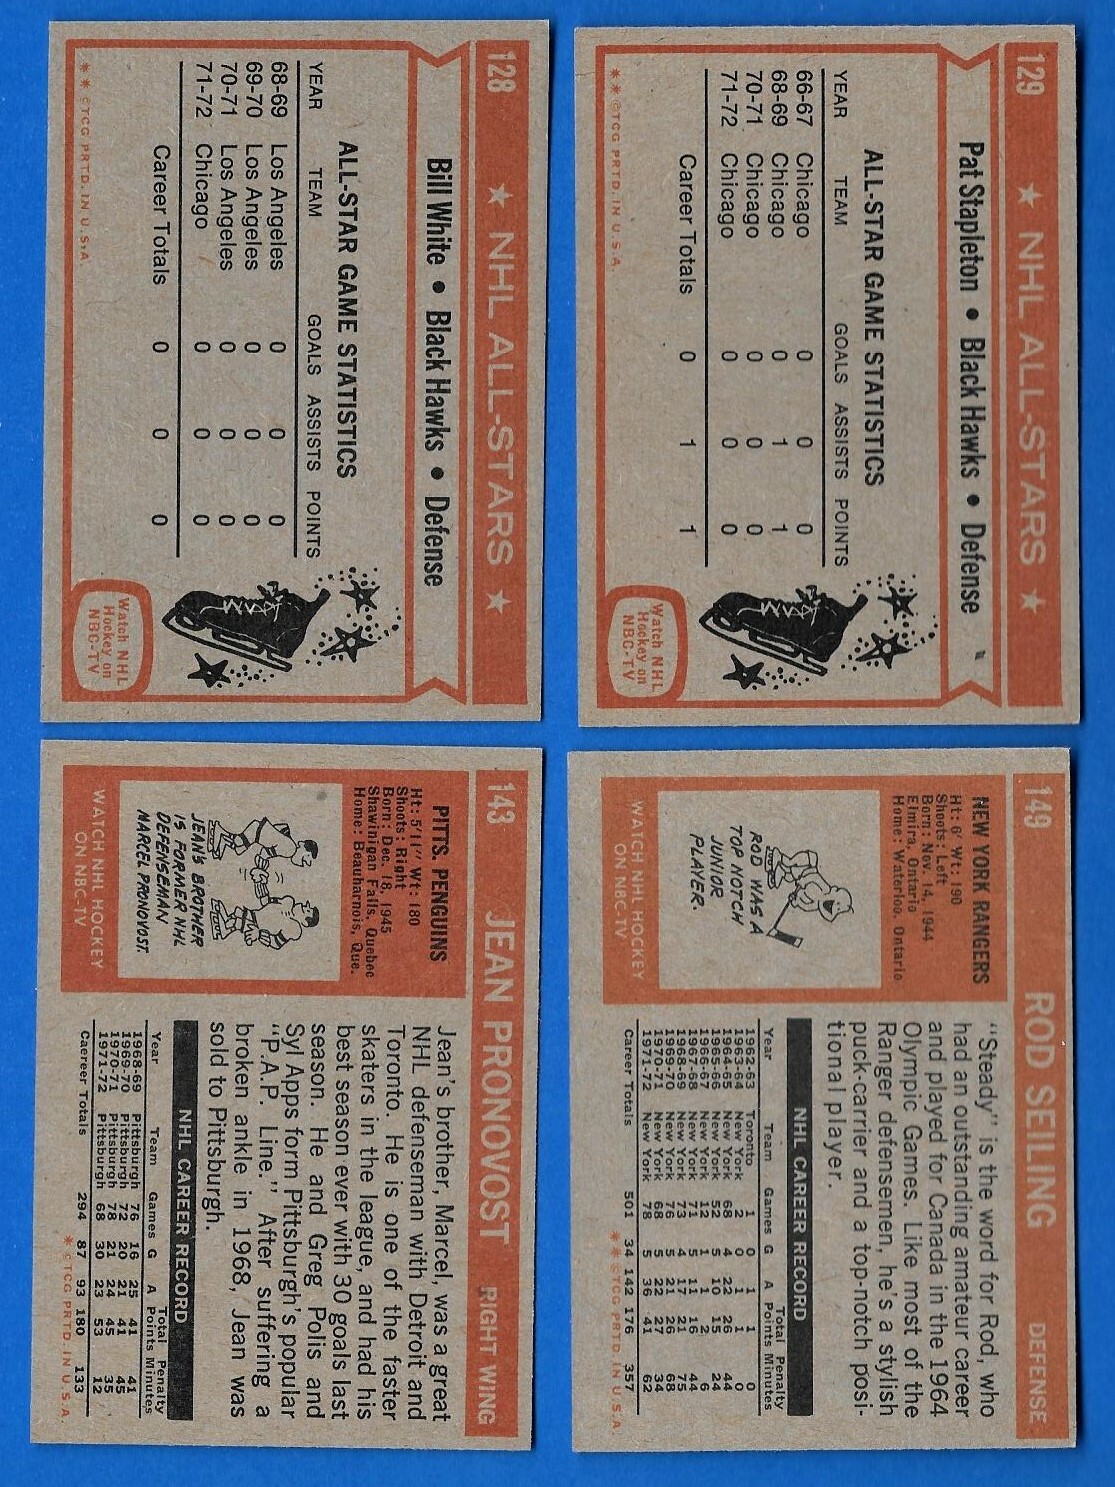 129 ★ NHL ALL-STARS ★
Pat Stapleton • Black Hawks • Defense
ALL-STAR GAME STATISTICS
YEAR TEAM GOALS ASSISTS POINTS
66-67 Chicago 0 0 0
68-69 Chicago 0 1 1
70-71 Chicago 0 0 0
71-72 Chicago 0 0 0
Career Totals 0 1 1
Watch NHL
Hockey on
NBC-TV
** ©TCG PRTD. IN U.S.A.
149 ROD SEILING DEFENSE
NEW YORK RANGERS
Ht: 6' Wt: 190
Shoots: Left
Born: Nov. 14, 1944
Elmira, Ontario
Home: Waterloo, Ontario
ROD WAS A
TOP NOTCH
JUNIOR
PLAYER.
WATCH NHL HOCKEY
ON NBC-TV
"Steady" is the word for Rod, who
had an outstanding amateur career
and played for Canada in the 1964
Olympic Games. Like most of the
Ranger defensemen, he's a stylish
puck-carrier and a top-notch posi-
tional player.
NHL CAREER RECORD
Total Penalty
Year Team Games G A Points Minutes
1962-63 Toronto 1 0 1 1 0
1963-64 New York 2 0 1 1 0
1964-65 New York 68 4 22 26 44
1965-66 New York 52 5 10 15 24
1966-67 New York 12 1 1 2 6
1967-68 New York 71 5 11 16 44
1968-69 New York 73 4 17 21 75
1969-70 New York 76 5 21 26 68
1970-71 New York 68 5 22 27 34
1971-72 New York 78 5 36 41 62
Career Totals 501 34 142 176 357
** ©TCG PRTD. IN U.S.A.
128 ★ NHL ALL-STARS ★
Bill White • Black Hawks • Defense
ALL-STAR GAME STATISTICS
YEAR TEAM GOALS ASSISTS POINTS
68-69 Los Angeles 0 0 0
69-70 Los Angeles 0 0 0
70-71 Los Angeles 0 0 0
71-72 Chicago 0 0 0
Career Totals 0 0 0
Watch NHL
Hockey on
NBC-TV
** ©TCG PRTD. IN U.S.A.
143 JEAN PRONOVOST RIGHT WING
PITTS. PENGUINS
Ht: 5'11" Wt: 180
Shoots: Right
Born: Dec. 18, 1945
Shawinigan Falls, Quebec
Home: Beauharnois, Que.
JEAN'S BROTHER
IS FORMER NHL
DEFENSEMAN
MARCEL PRONOVOST.
WATCH NHL HOCKEY
ON NBC-TV
Jean's brother, Marcel, was a great
NHL defenseman with Detroit and
Toronto. He is one of the faster
skaters in the league, and had his
best season ever with 30 goals last
season. He and Greg Polis and
Syl Apps form Pittsburgh's popular
"P.A.P. Line." After suffering a
broken ankle in 1968, Jean was
sold to Pittsburgh.
NHL CAREER RECORD
Total Penalty
Year Team Games G A Points Minutes
1968-69 Pittsburgh 76 16 25 41 41
1969-70 Pittsburgh 72 20 21 41 45
1970-71 Pittsburgh 78 21 24 45 35
1971-72 Pittsburgh 68 30 23 53 12
Career Totals 294 87 93 180 133
* ©TCG PRTD. IN U.S.A.